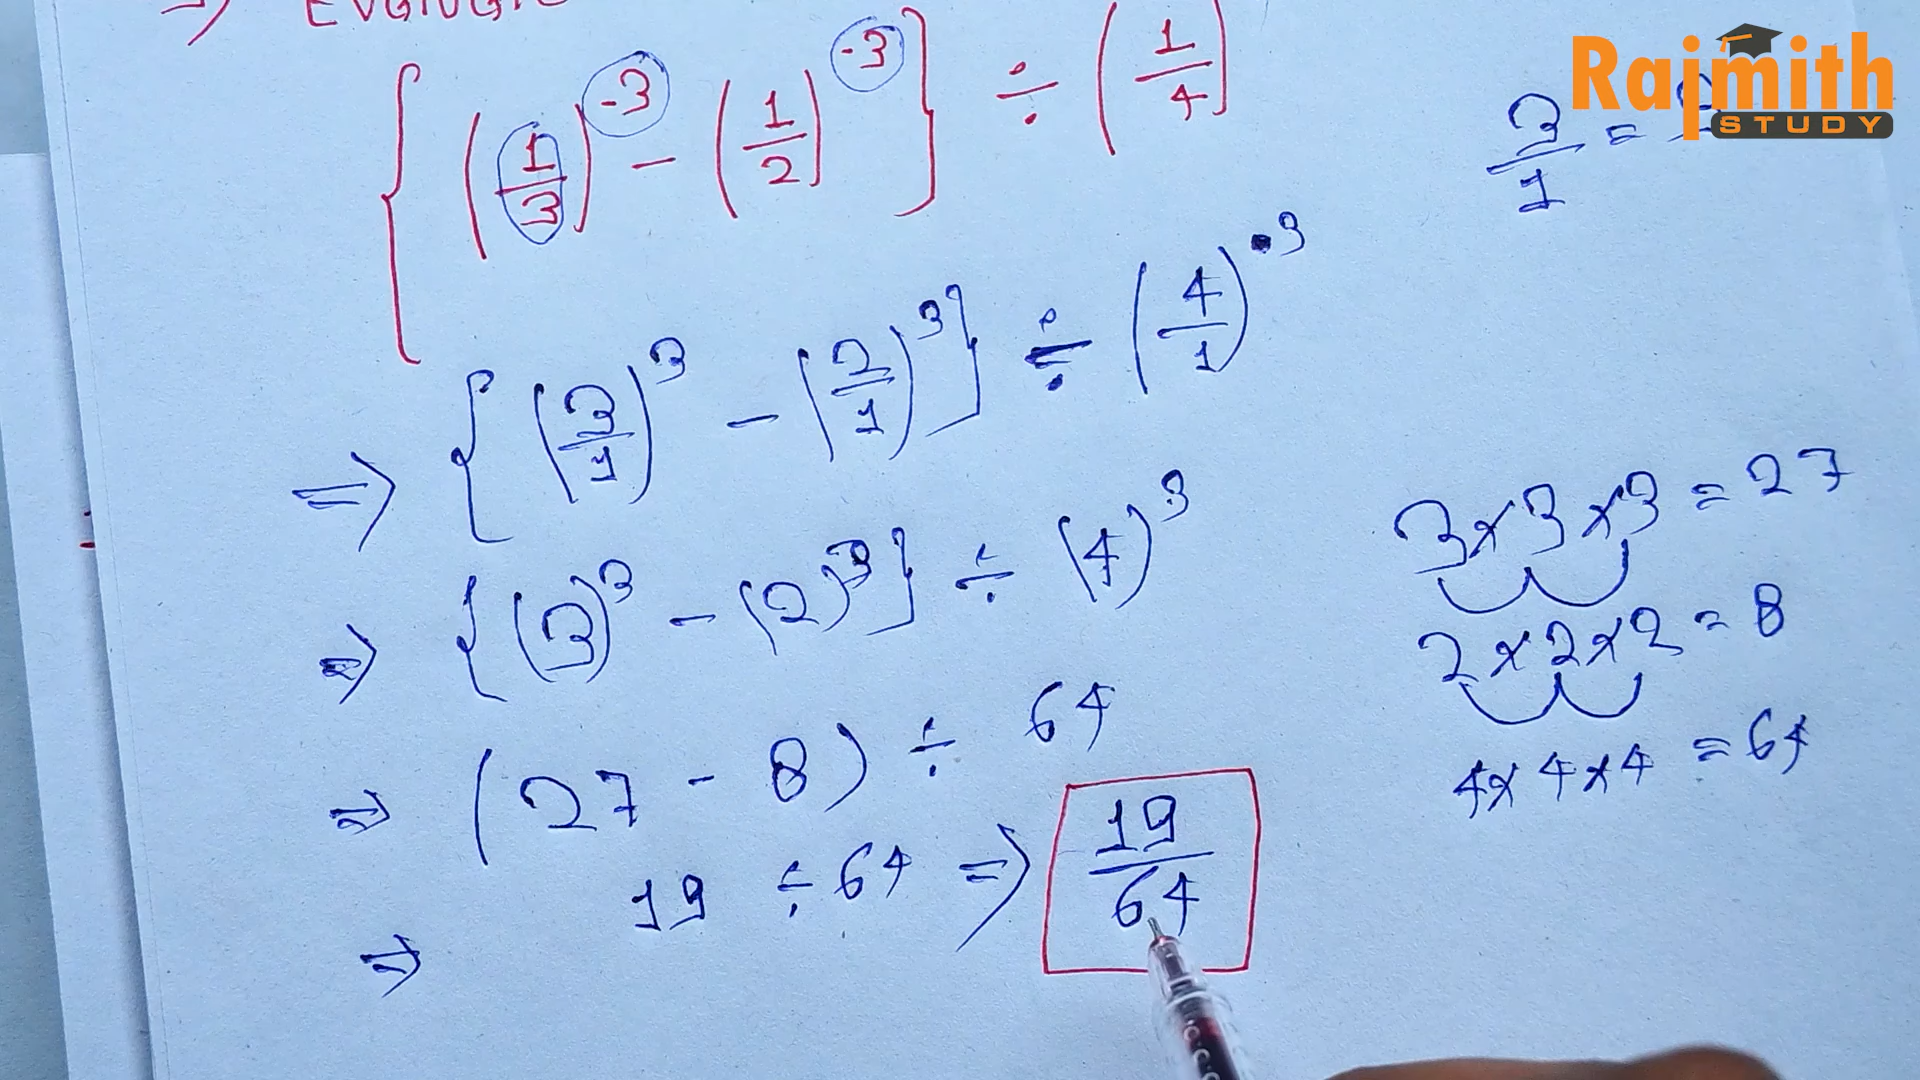 => Evaluate
{(1/3)^-3 - (1/2)^-3} ÷ (1/4)
Rajmith
STUDY
3/1 =
=> {(3/1)^3 - (2/1)^3} ÷ (4/1)^3
=> {(3)^3 - (2)^3} ÷ (4)^3
3×3×3 = 27
2×2×2 = 8
=> (27 - 8) ÷ 64
4×4×4 = 64
=> 19 ÷ 64 => 19/64